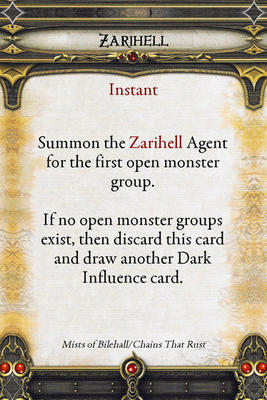 Zarihell
Instant
Summon the Zarihell Agent
for the first open monster
group.
If no open monster groups
exist, then discard this card
and draw another Dark
Influence card.
Mists of Bilehall/Chains That Rust